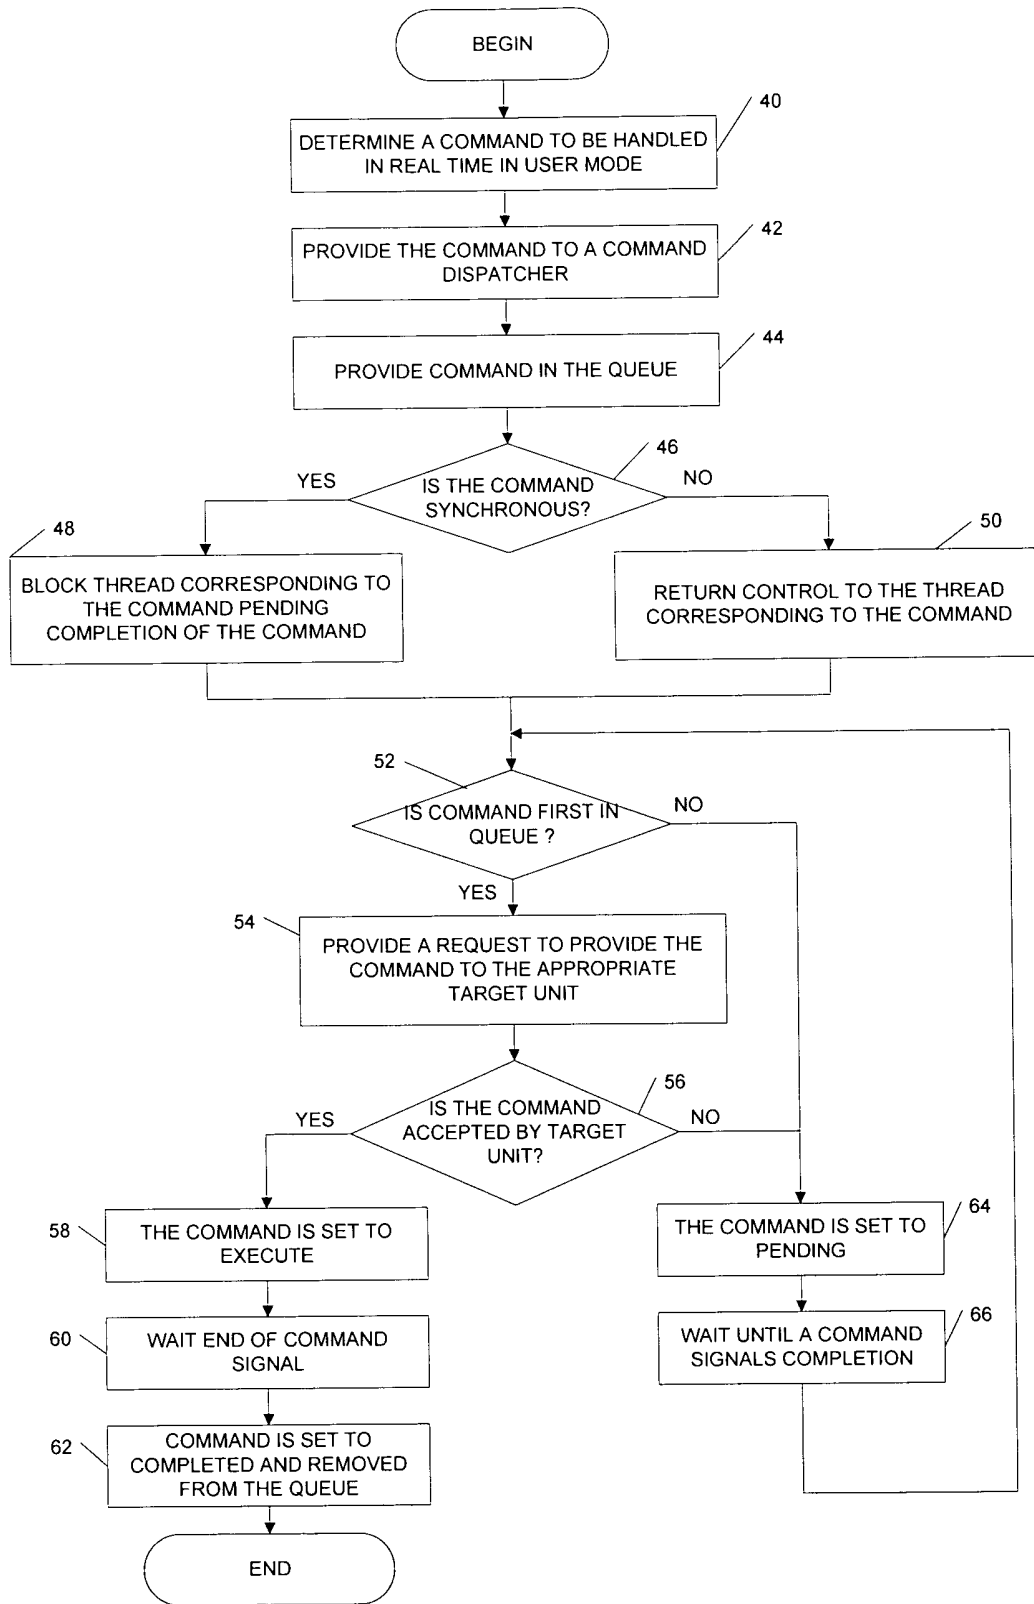 BEGIN
40
DETERMINE A COMMAND TO BE HANDLED
IN REAL TIME IN USER MODE
42
PROVIDE THE COMMAND TO A COMMAND
DISPATCHER
44
PROVIDE COMMAND IN THE QUEUE
46
YES
NO
IS THE COMMAND
SYNCHRONOUS?
48
50
BLOCK THREAD CORRESPONDING TO
THE COMMAND PENDING
COMPLETION OF THE COMMAND
RETURN CONTROL TO THE THREAD
CORRESPONDING TO THE COMMAND
52
IS COMMAND FIRST IN
QUEUE ?
NO
YES
54
PROVIDE A REQUEST TO PROVIDE THE
COMMAND TO THE APPROPRIATE
TARGET UNIT
56
YES
IS THE COMMAND
ACCEPTED BY TARGET
UNIT?
NO
58
THE COMMAND IS SET TO
EXECUTE
64
THE COMMAND IS SET TO
PENDING
60
WAIT END OF COMMAND
SIGNAL
66
WAIT UNTIL A COMMAND
SIGNALS COMPLETION
62
COMMAND IS SET TO
COMPLETED AND REMOVED
FROM THE QUEUE
END